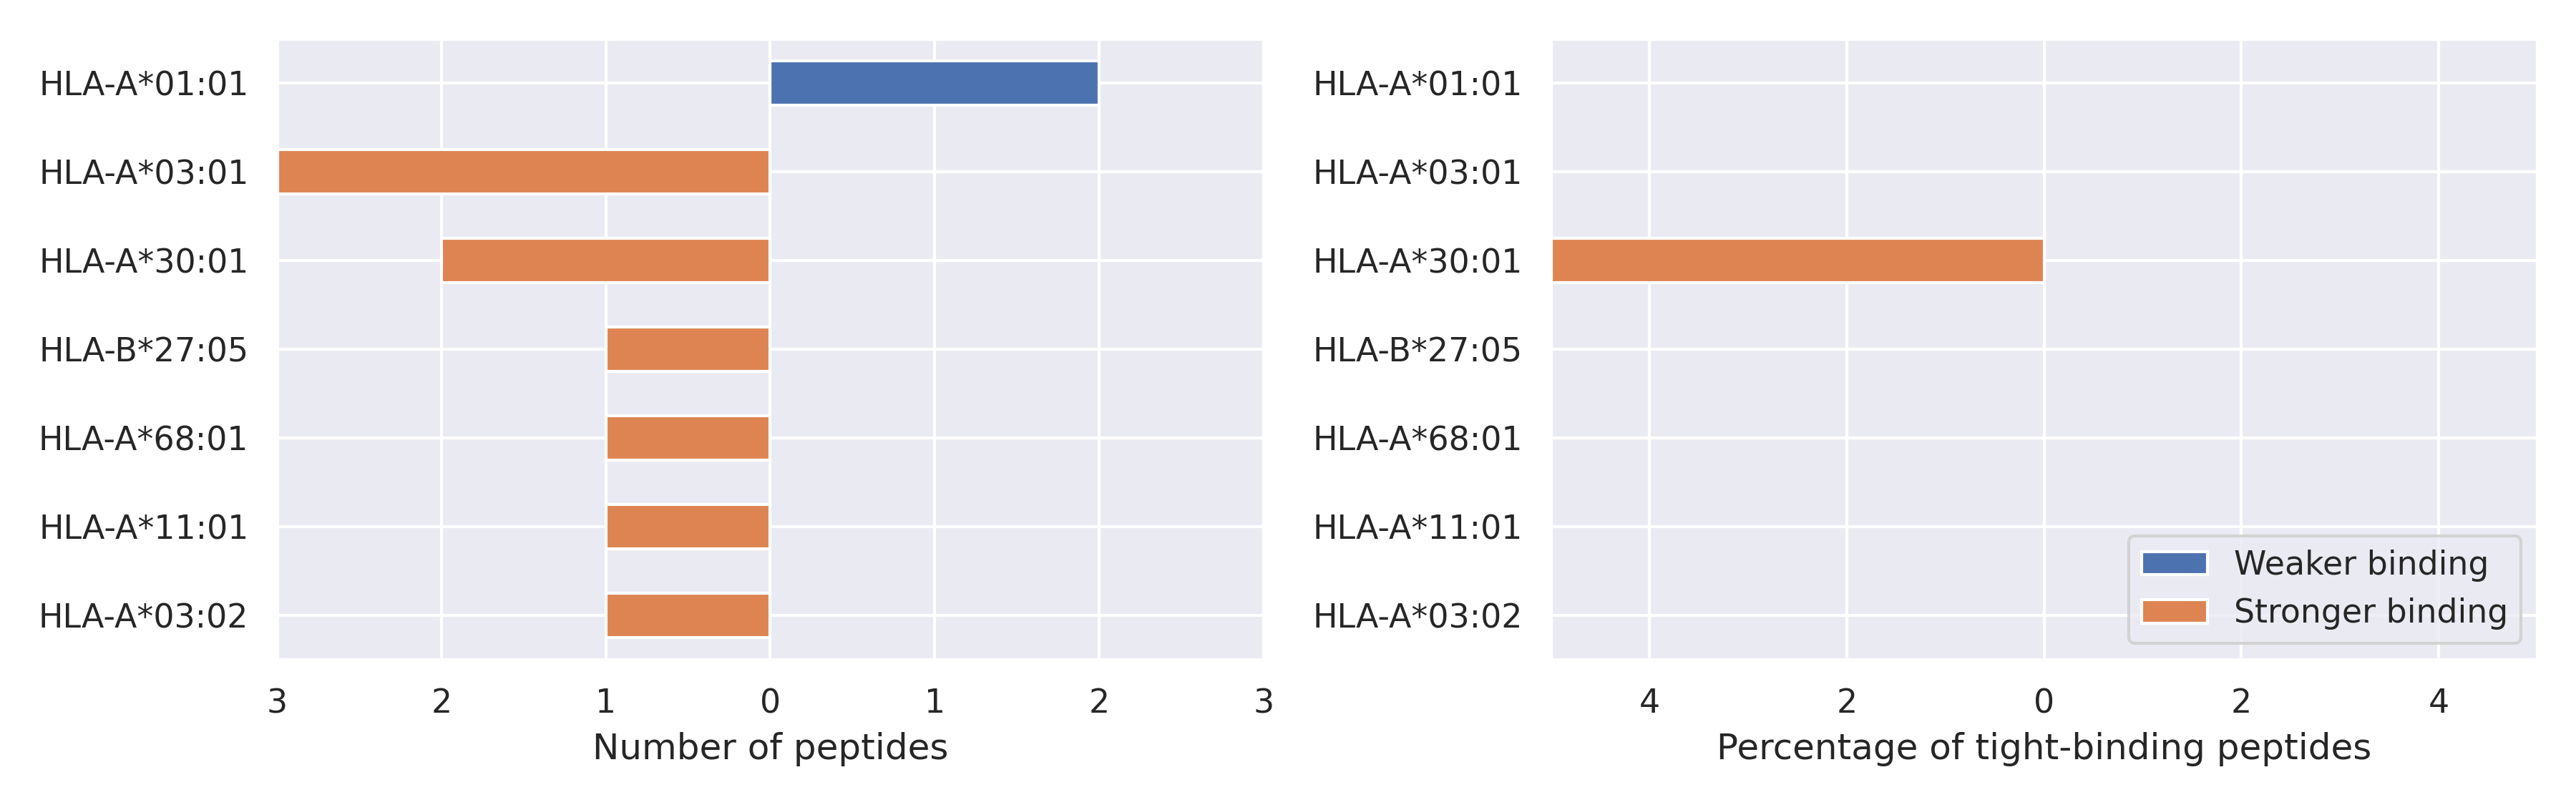 HLA-A*01:01
HLA-A*03:01
HLA-A*30:01
HLA-B*27:05
HLA-A*68:01
HLA-A*11:01
HLA-A*03:02
3 2 1 0 1 2 3
Number of peptides
HLA-A*01:01
HLA-A*03:01
HLA-A*30:01
HLA-B*27:05
HLA-A*68:01
HLA-A*11:01
HLA-A*03:02
Weaker binding
Stronger binding
4 2 0 2 4
Percentage of tight-binding peptides